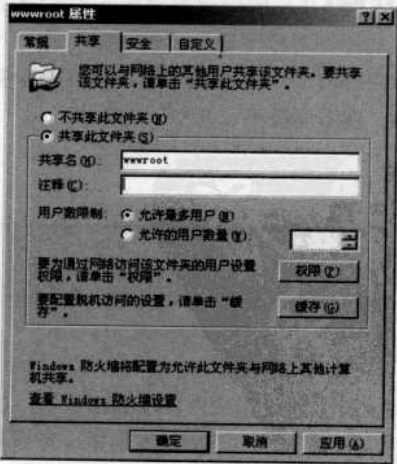 wwwroot 属性
常规
共享
安全
自定义
您可以与网络上的其他用户共享该文件夹。要共享
该文件夹，请单击“共享此文件夹”。
不共享此文件夹(N)
共享此文件夹(S)
共享名(H):
wwwroot
注释(C):
用户数限制:
允许最多用户(M)
允许的用户数量(Y):
要为通过网络访问该文件夹的用户设置
权限，请单击“权限”。
权限(P)
要配置脱机访问的设置，请单击“缓
存”。
缓存(G)
Windows 防火墙将配置为允许此文件夹与网络上其他计算
机共享。
查看 Windows 防火墙设置
确定
取消
应用(A)